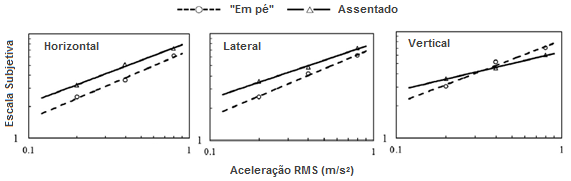 "Em pé" Assentado
Escala Subjetiva
Horizontal
1
0.1 1
Lateral
1
0.1 1
Vertical
1
0.1 1
Aceleração RMS (m/s²)